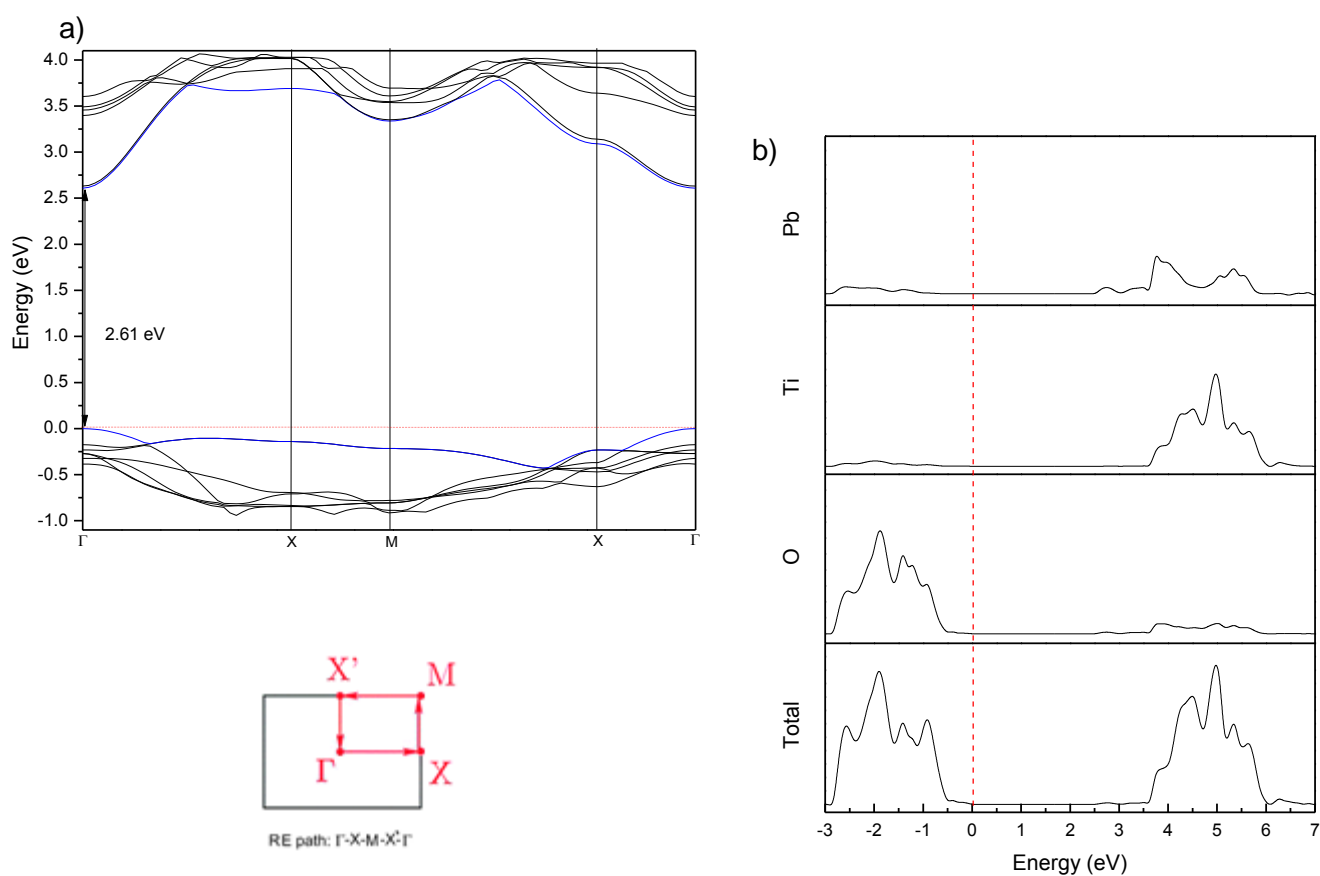 a)
4.0
3.5
3.0
2.5
2.0
1.5
1.0
0.5
0.0
-0.5
-1.0
Energy (eV)
2.61 eV
Γ X M X Γ
X' M
Γ X
RE path: Γ-X-M-X'-Γ
b)
Pb
Ti
O
Total
-3 -2 -1 0 1 2 3 4 5 6 7
Energy (eV)